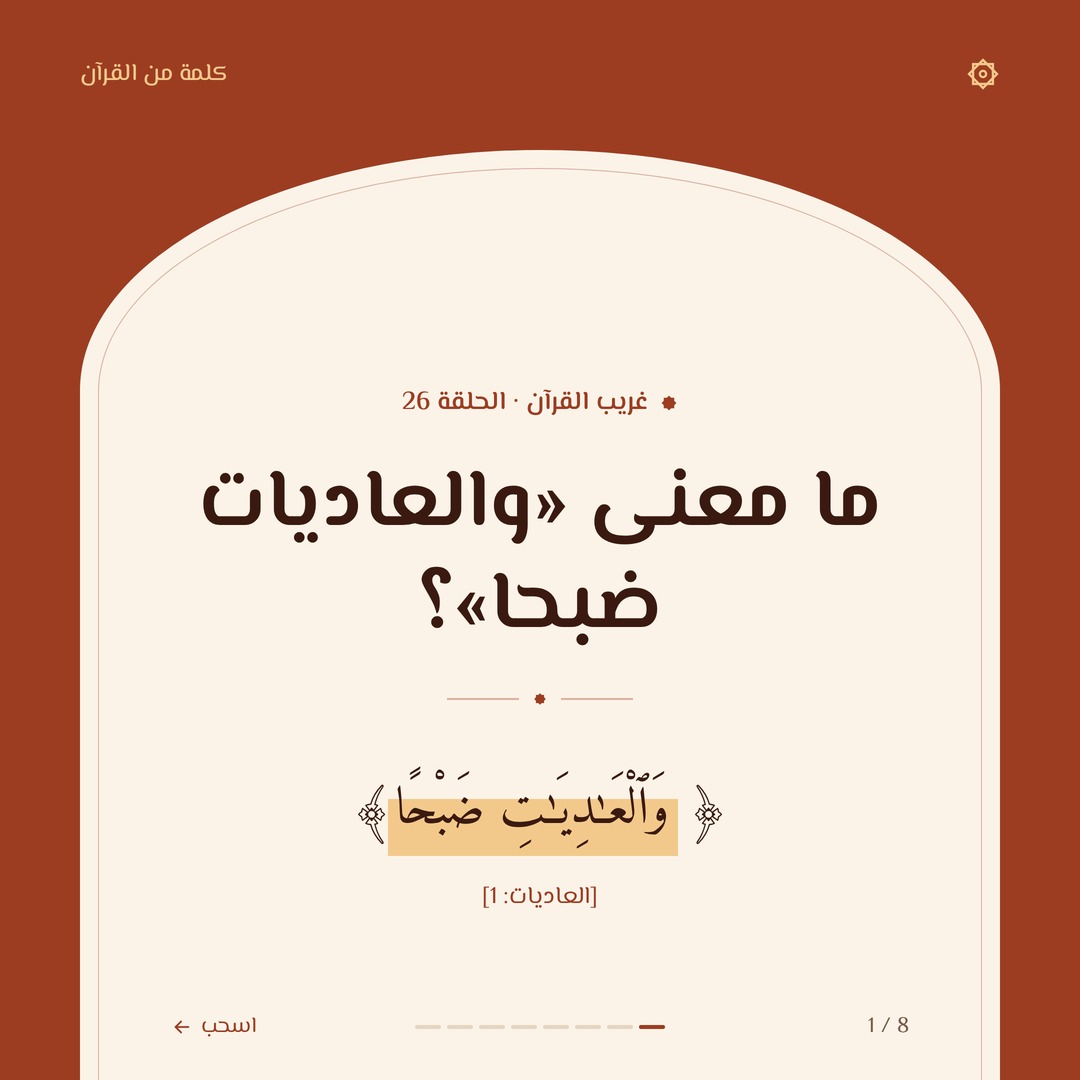 كلمة من القرآن
غريب القرآن · الحلقة 26
ما معنى «والعاديات
ضبحا»؟
﴿وَٱلْعَـٰدِيَـٰتِ ضَبْحًا﴾
[العاديات: 1]
1 / 8
اسحب ←